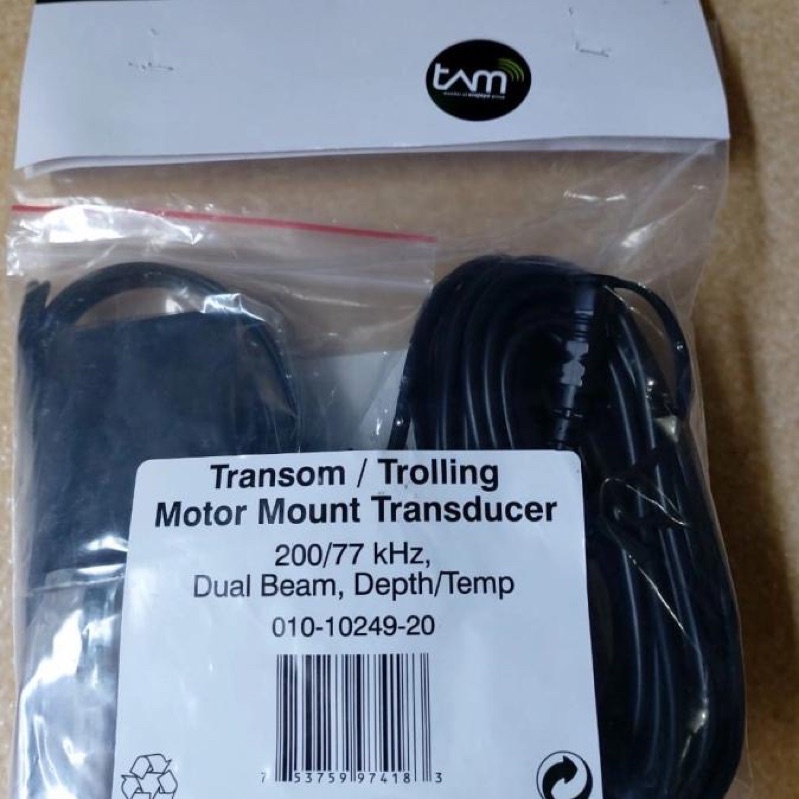 tam
Transom / Trolling
Motor Mount Transducer
200/77 kHz,
Dual Beam, Depth/Temp
010-10249-20
7 53759 97418 3